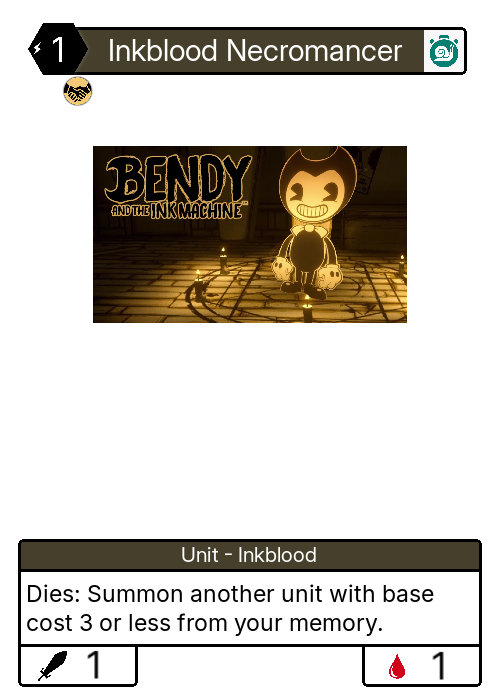 1 Inkblood Necromancer
BENDY
AND THE INK MACHINE
Unit - Inkblood
Dies: Summon another unit with base
cost 3 or less from your memory.
1 1